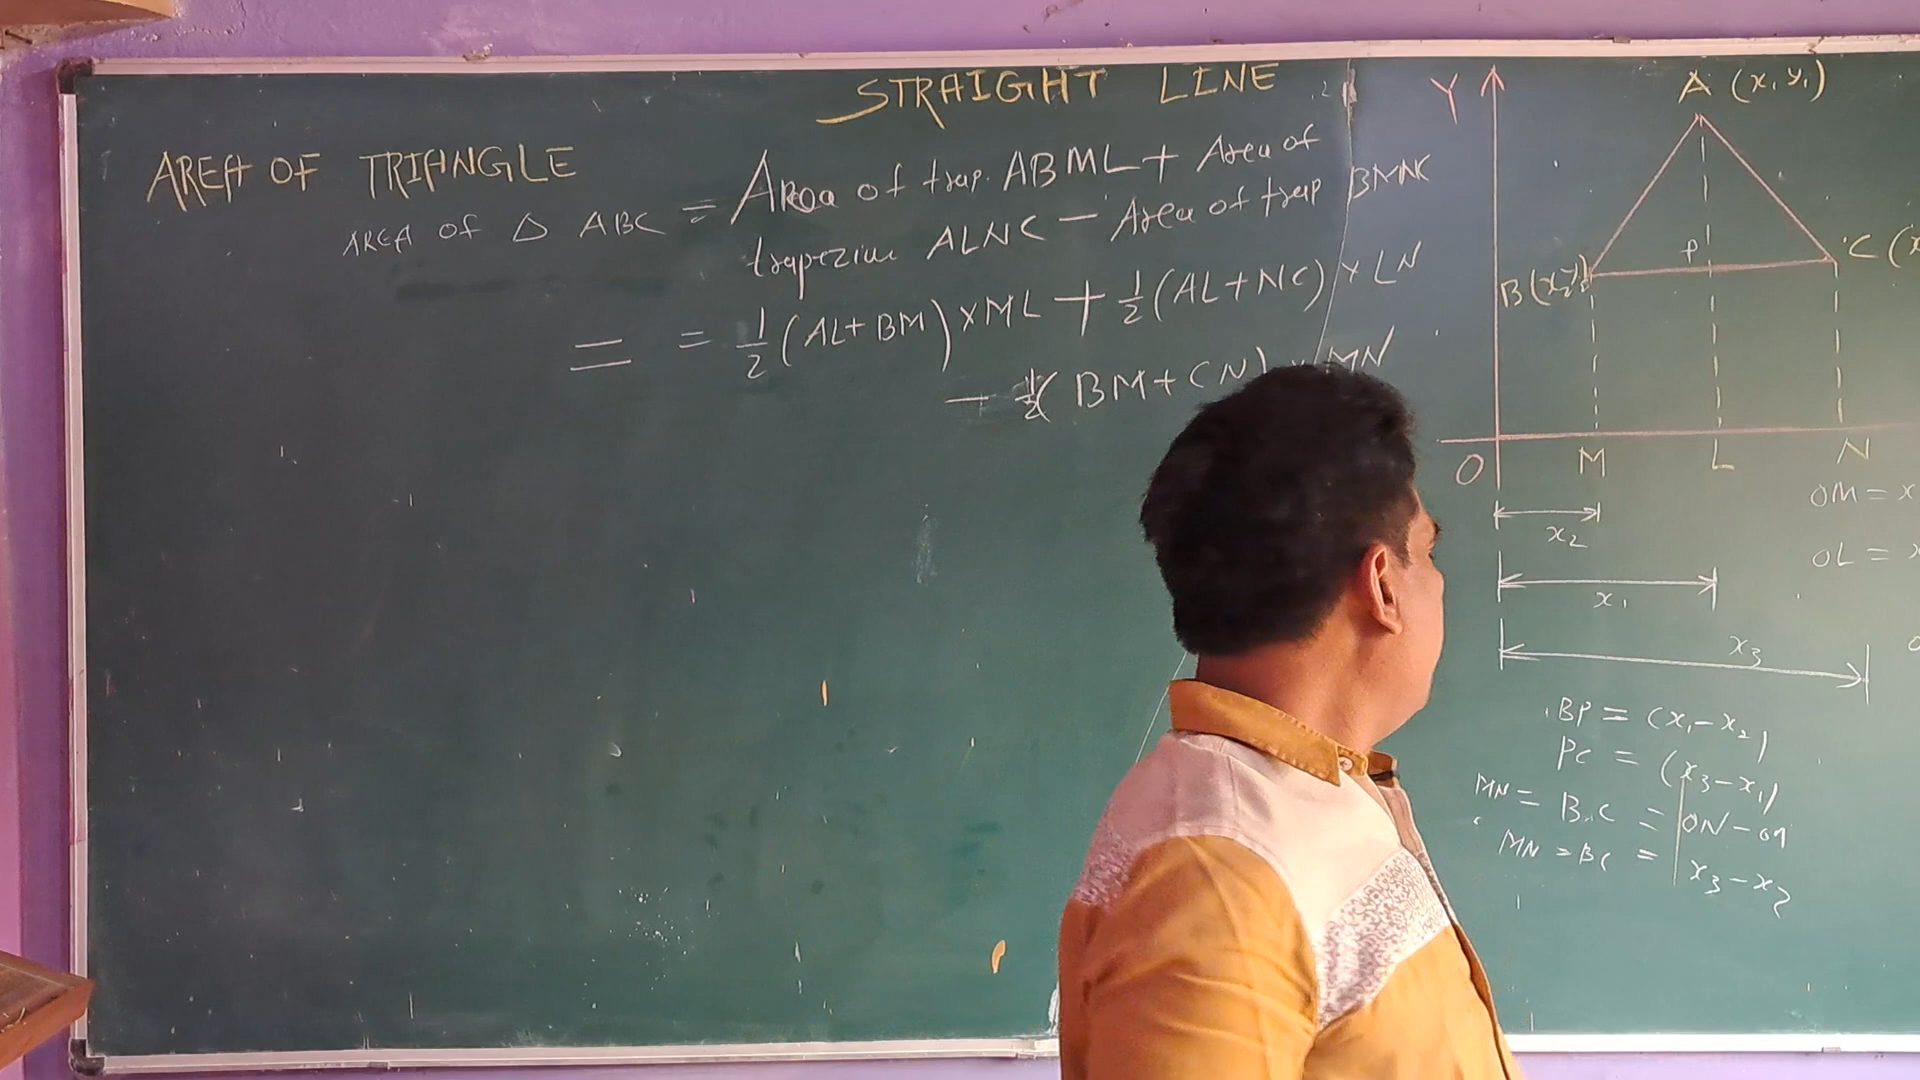 STRAIGHT LINE
AREA OF TRIANGLE
AREA of △ ABC = Area of trap. ABML + Area of
trapezium ALNC - Area of trap BMNC
= = 1/2 (AL + BM) × ML + 1/2 (AL + NC) × LN
- 1/2 ( BM + CN) × MN
Y
A (x, y₁)
P
B (x₂
C (x
O M L N
OM = x
x₂
OL = x
x₁
x₃
BP = (x₁ - x₂)
PC = (x₃ - x₁)
MN = BC = ON - OM
MN = BC = x₃ - x₂